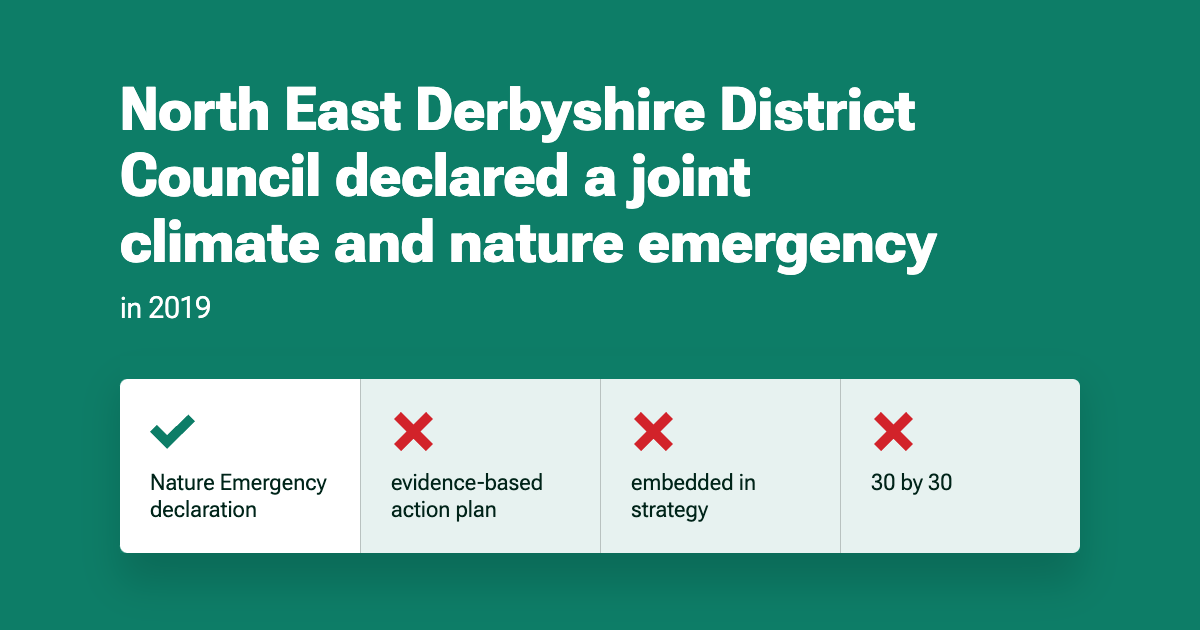 North East Derbyshire District
Council declared a joint
climate and nature emergency
in 2019
Nature Emergency
declaration
evidence-based
action plan
embedded in
strategy
30 by 30